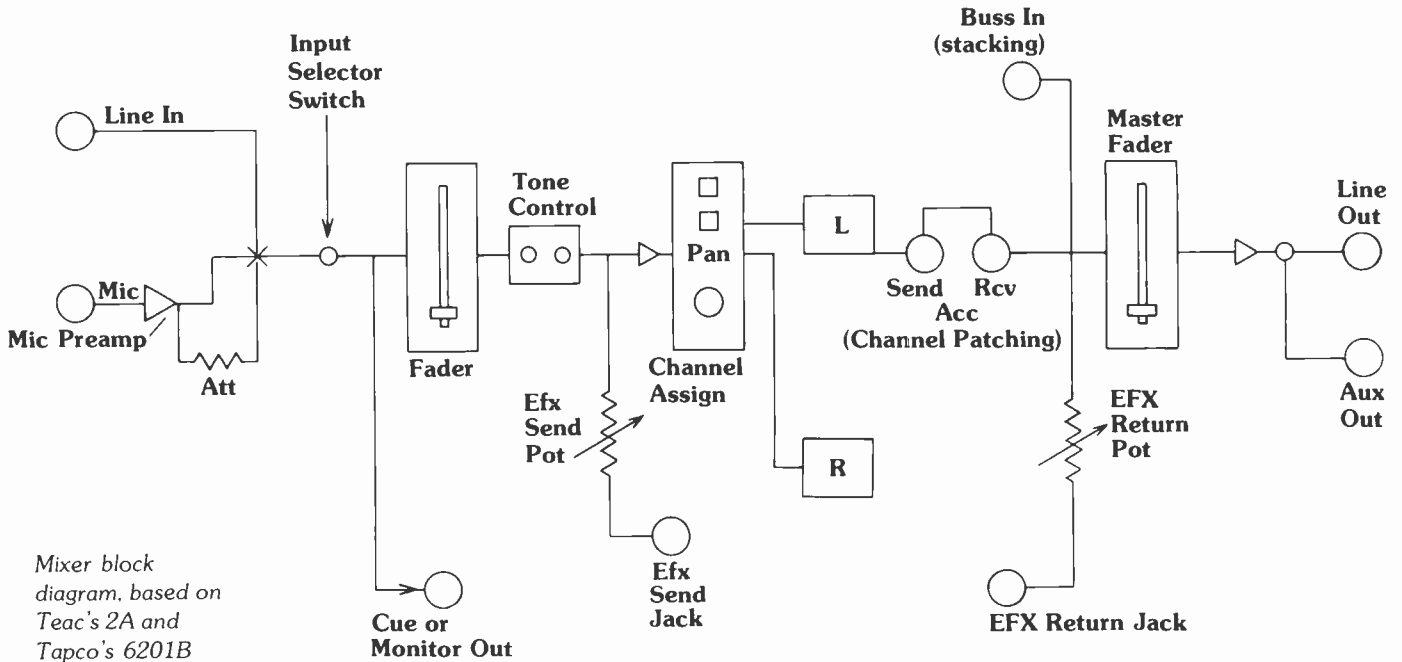 Buss In
(stacking)
Input
Selector
Switch
Line In
Master
Fader
Tone
Control
Line
Out
L
Pan
Mic
Mic Preamp
Send
Rcv
Acc
(Channel Patching)
Att
Fader
Channel
Assign
Efx
Send
Pot
EFX
Return
Pot
Aux
Out
R
Mixer block
diagram, based on
Teac's 2A and
Tapco's 6201B
Efx
Send
Jack
Cue or
Monitor Out
EFX Return Jack